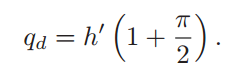 q_d = h' \left( 1 + \frac{\pi}{2} \right).